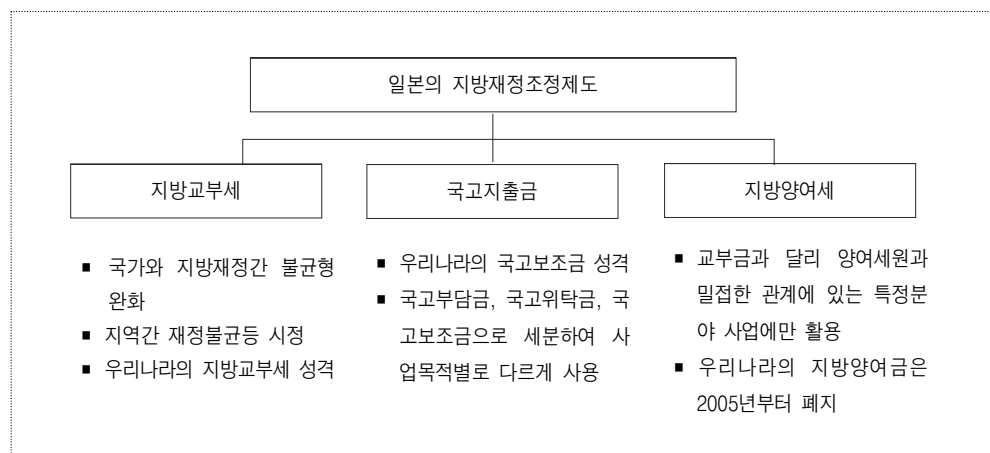 일본의 지방재정조정제도
지방교부세
국고지출금
지방양여세
■ 국가와 지방재정간 불균형
완화
■ 지역간 재정불균등 시정
■ 우리나라의 지방교부세 성격
■ 우리나라의 국고보조금 성격
■ 국고부담금, 국고위탁금, 국
고보조금으로 세분하여 사
업목적별로 다르게 사용
■ 교부금과 달리 양여세원과
밀접한 관계에 있는 특정분
야 사업에만 활용
■ 우리나라의 지방양여금은
2005년부터 폐지